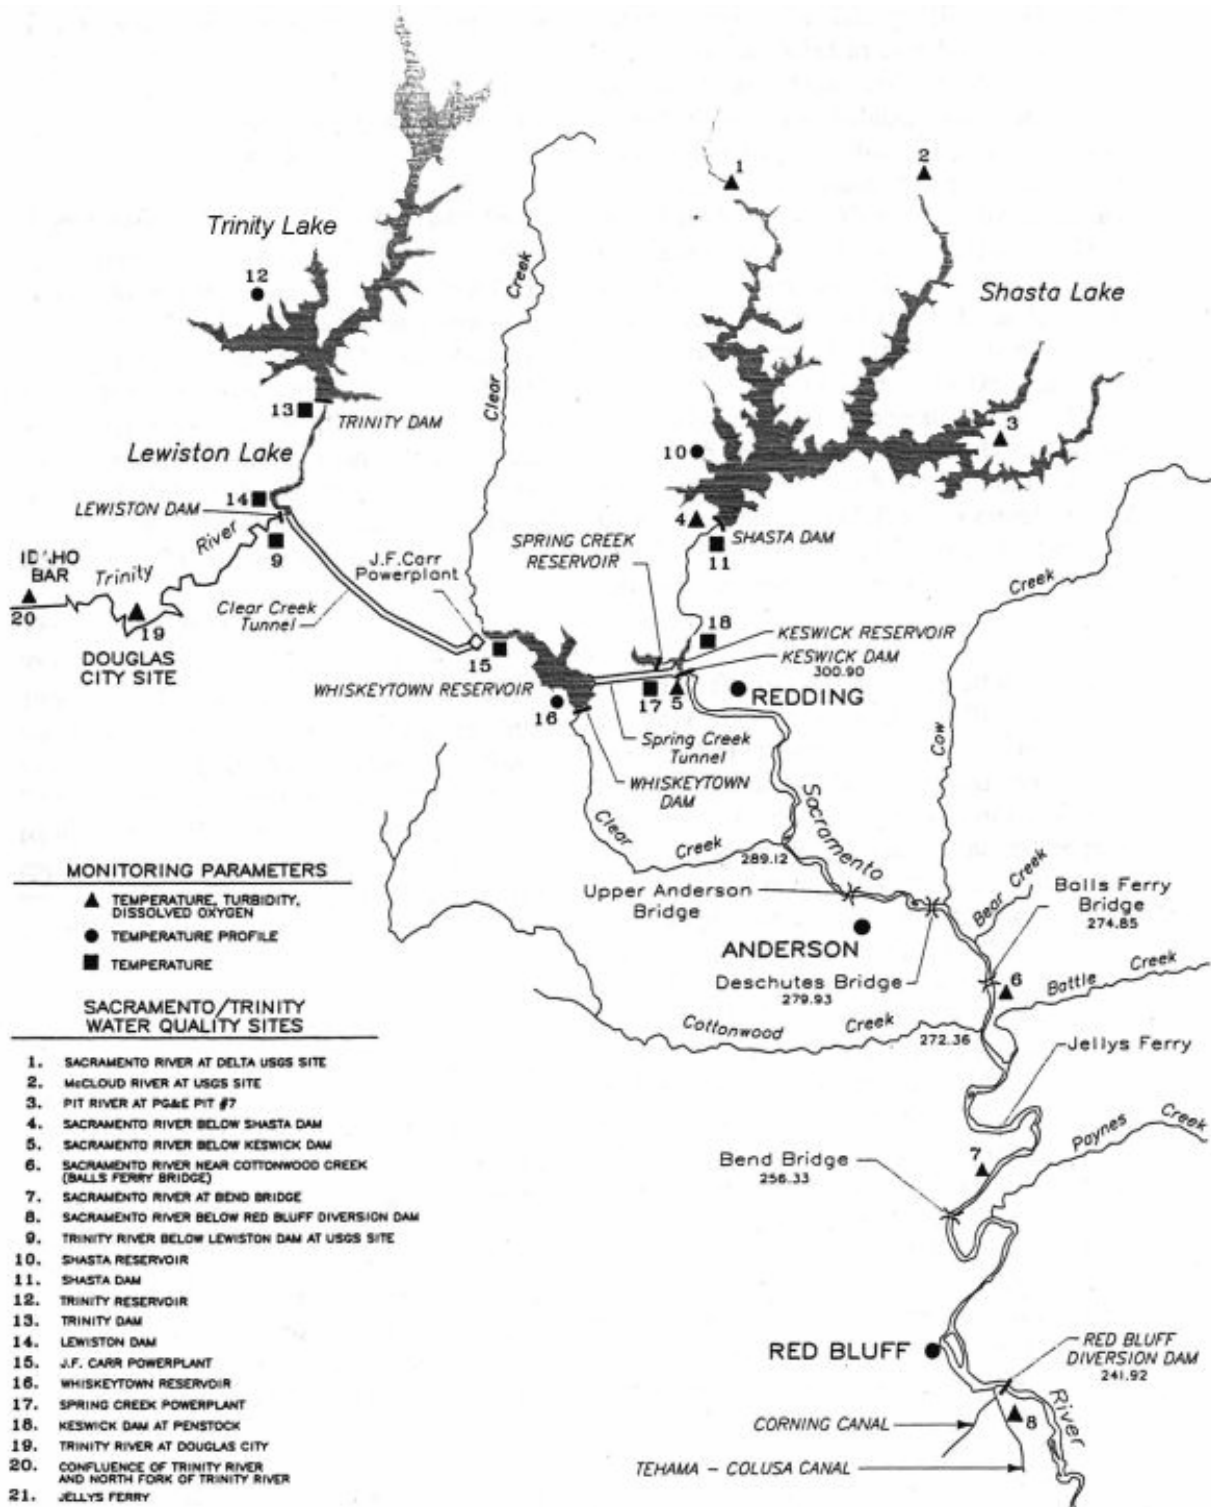 1
2
Trinity Lake
12
Shasta Lake
Creek
Clear
13
TRINITY DAM
3
10
Lewiston Lake
14
LEWISTON DAM
4
SHASTA DAM
SPRING CREEK
RESERVOIR
11
River
9
J.F.Carr
Powerplant
BAR
Trinity
20
19
Clear Creek
Tunnel
Creek
18
KESWICK RESERVOIR
KESWICK DAM
300.90
DOUGLAS
CITY SITE
15
WHISKEYTOWN RESERVOIR
16
17
5
REDDING
Spring Creek
Tunnel
Cow
WHISKEYTOWN
DAM
Sacramento
Clear
Creek
289.12
MONITORING PARAMETERS
TEMPERATURE, TURBIDITY,
DISSOLVED OXYGEN
TEMPERATURE PROFILE
TEMPERATURE
Upper Anderson
Bridge
Bear Creek
Balls Ferry
Bridge
274.85
ANDERSON
Deschutes Bridge
279.93
6
Battle Creek
Cottonwood Creek
272.36
Jellys Ferry
Paynes Creek
Bend Bridge
256.33
7
RED BLUFF
RED BLUFF
DIVERSION DAM
241.92
CORNING CANAL
8
River
TEHAMA - COLUSA CANAL
SACRAMENTO/TRINITY
WATER QUALITY SITES
1. SACRAMENTO RIVER AT DELTA USGS SITE
2. McCLOUD RIVER AT USGS SITE
3. PIT RIVER AT PG&E PIT #7
4. SACRAMENTO RIVER BELOW SHASTA DAM
5. SACRAMENTO RIVER BELOW KESWICK DAM
6. SACRAMENTO RIVER NEAR COTTONWOOD CREEK
(BALLS FERRY BRIDGE)
7. SACRAMENTO RIVER AT BEND BRIDGE
8. SACRAMENTO RIVER BELOW RED BLUFF DIVERSION DAM
9. TRINITY RIVER BELOW LEWISTON DAM AT USGS SITE
10. SHASTA RESERVOIR
11. SHASTA DAM
12. TRINITY RESERVOIR
13. TRINITY DAM
14. LEWISTON DAM
15. J.F. CARR POWERPLANT
16. WHISKEYTOWN RESERVOIR
17. SPRING CREEK POWERPLANT
18. KESWICK DAM AT PENSTOCK
19. TRINITY RIVER AT DOUGLAS CITY
20. CONFLUENCE OF TRINITY RIVER
AND NORTH FORK OF TRINITY RIVER
21. JELLYS FERRY